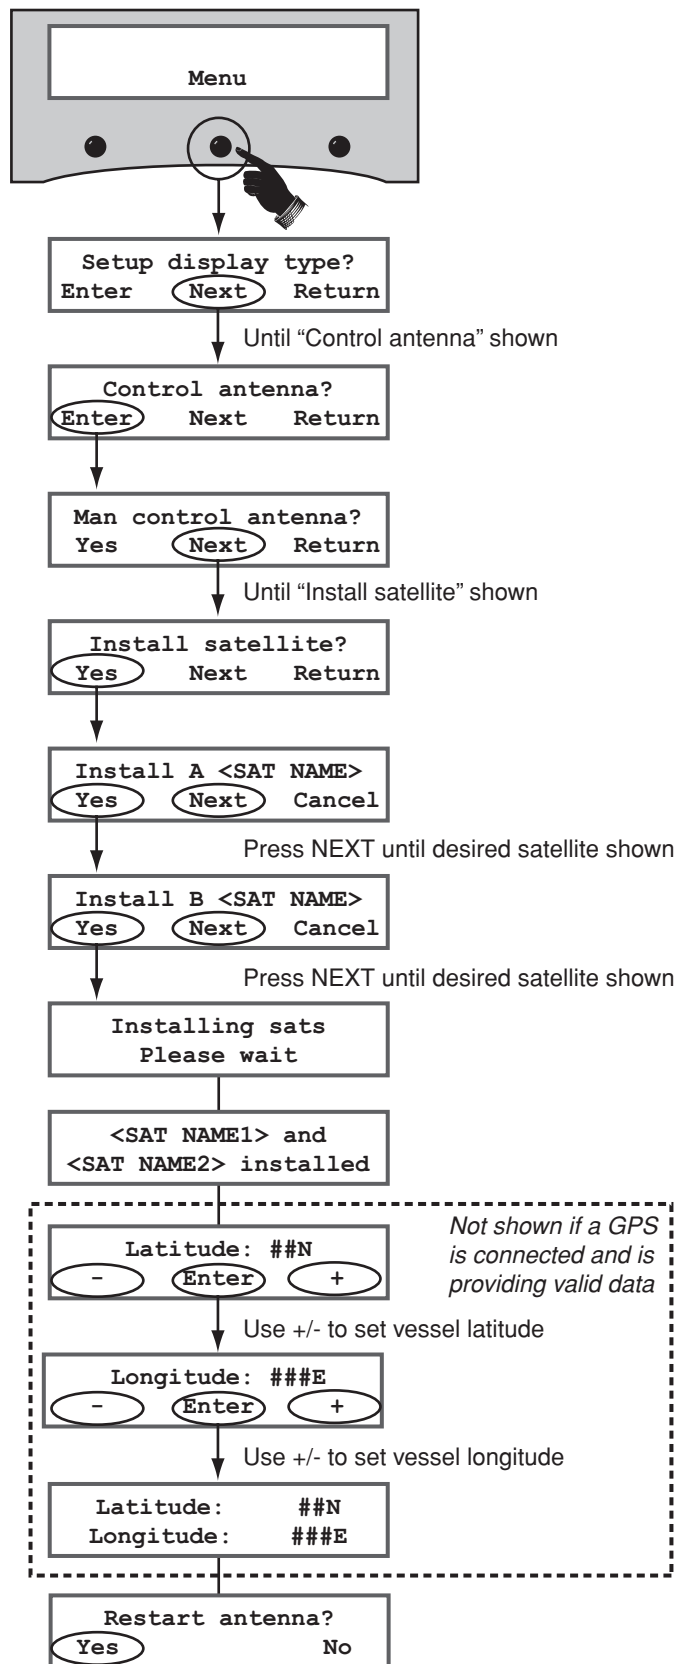 Menu
Setup display type?
Enter Next Return
Until “Control antenna” shown
Control antenna?
Enter Next Return
Man control antenna?
Yes Next Return
Until “Install satellite” shown
Install satellite?
Yes Next Return
Install A <SAT NAME>
Yes Next Cancel
Press NEXT until desired satellite shown
Install B <SAT NAME>
Yes Next Cancel
Press NEXT until desired satellite shown
Installing sats
Please wait
<SAT NAME1> and
<SAT NAME2> installed
Not shown if a GPS
is connected and is
providing valid data
Latitude: ##N
- Enter +
Use +/- to set vessel latitude
Longitude: ###E
- Enter +
Use +/- to set vessel longitude
Latitude: ##N
Longitude: ###E
Restart antenna?
Yes No